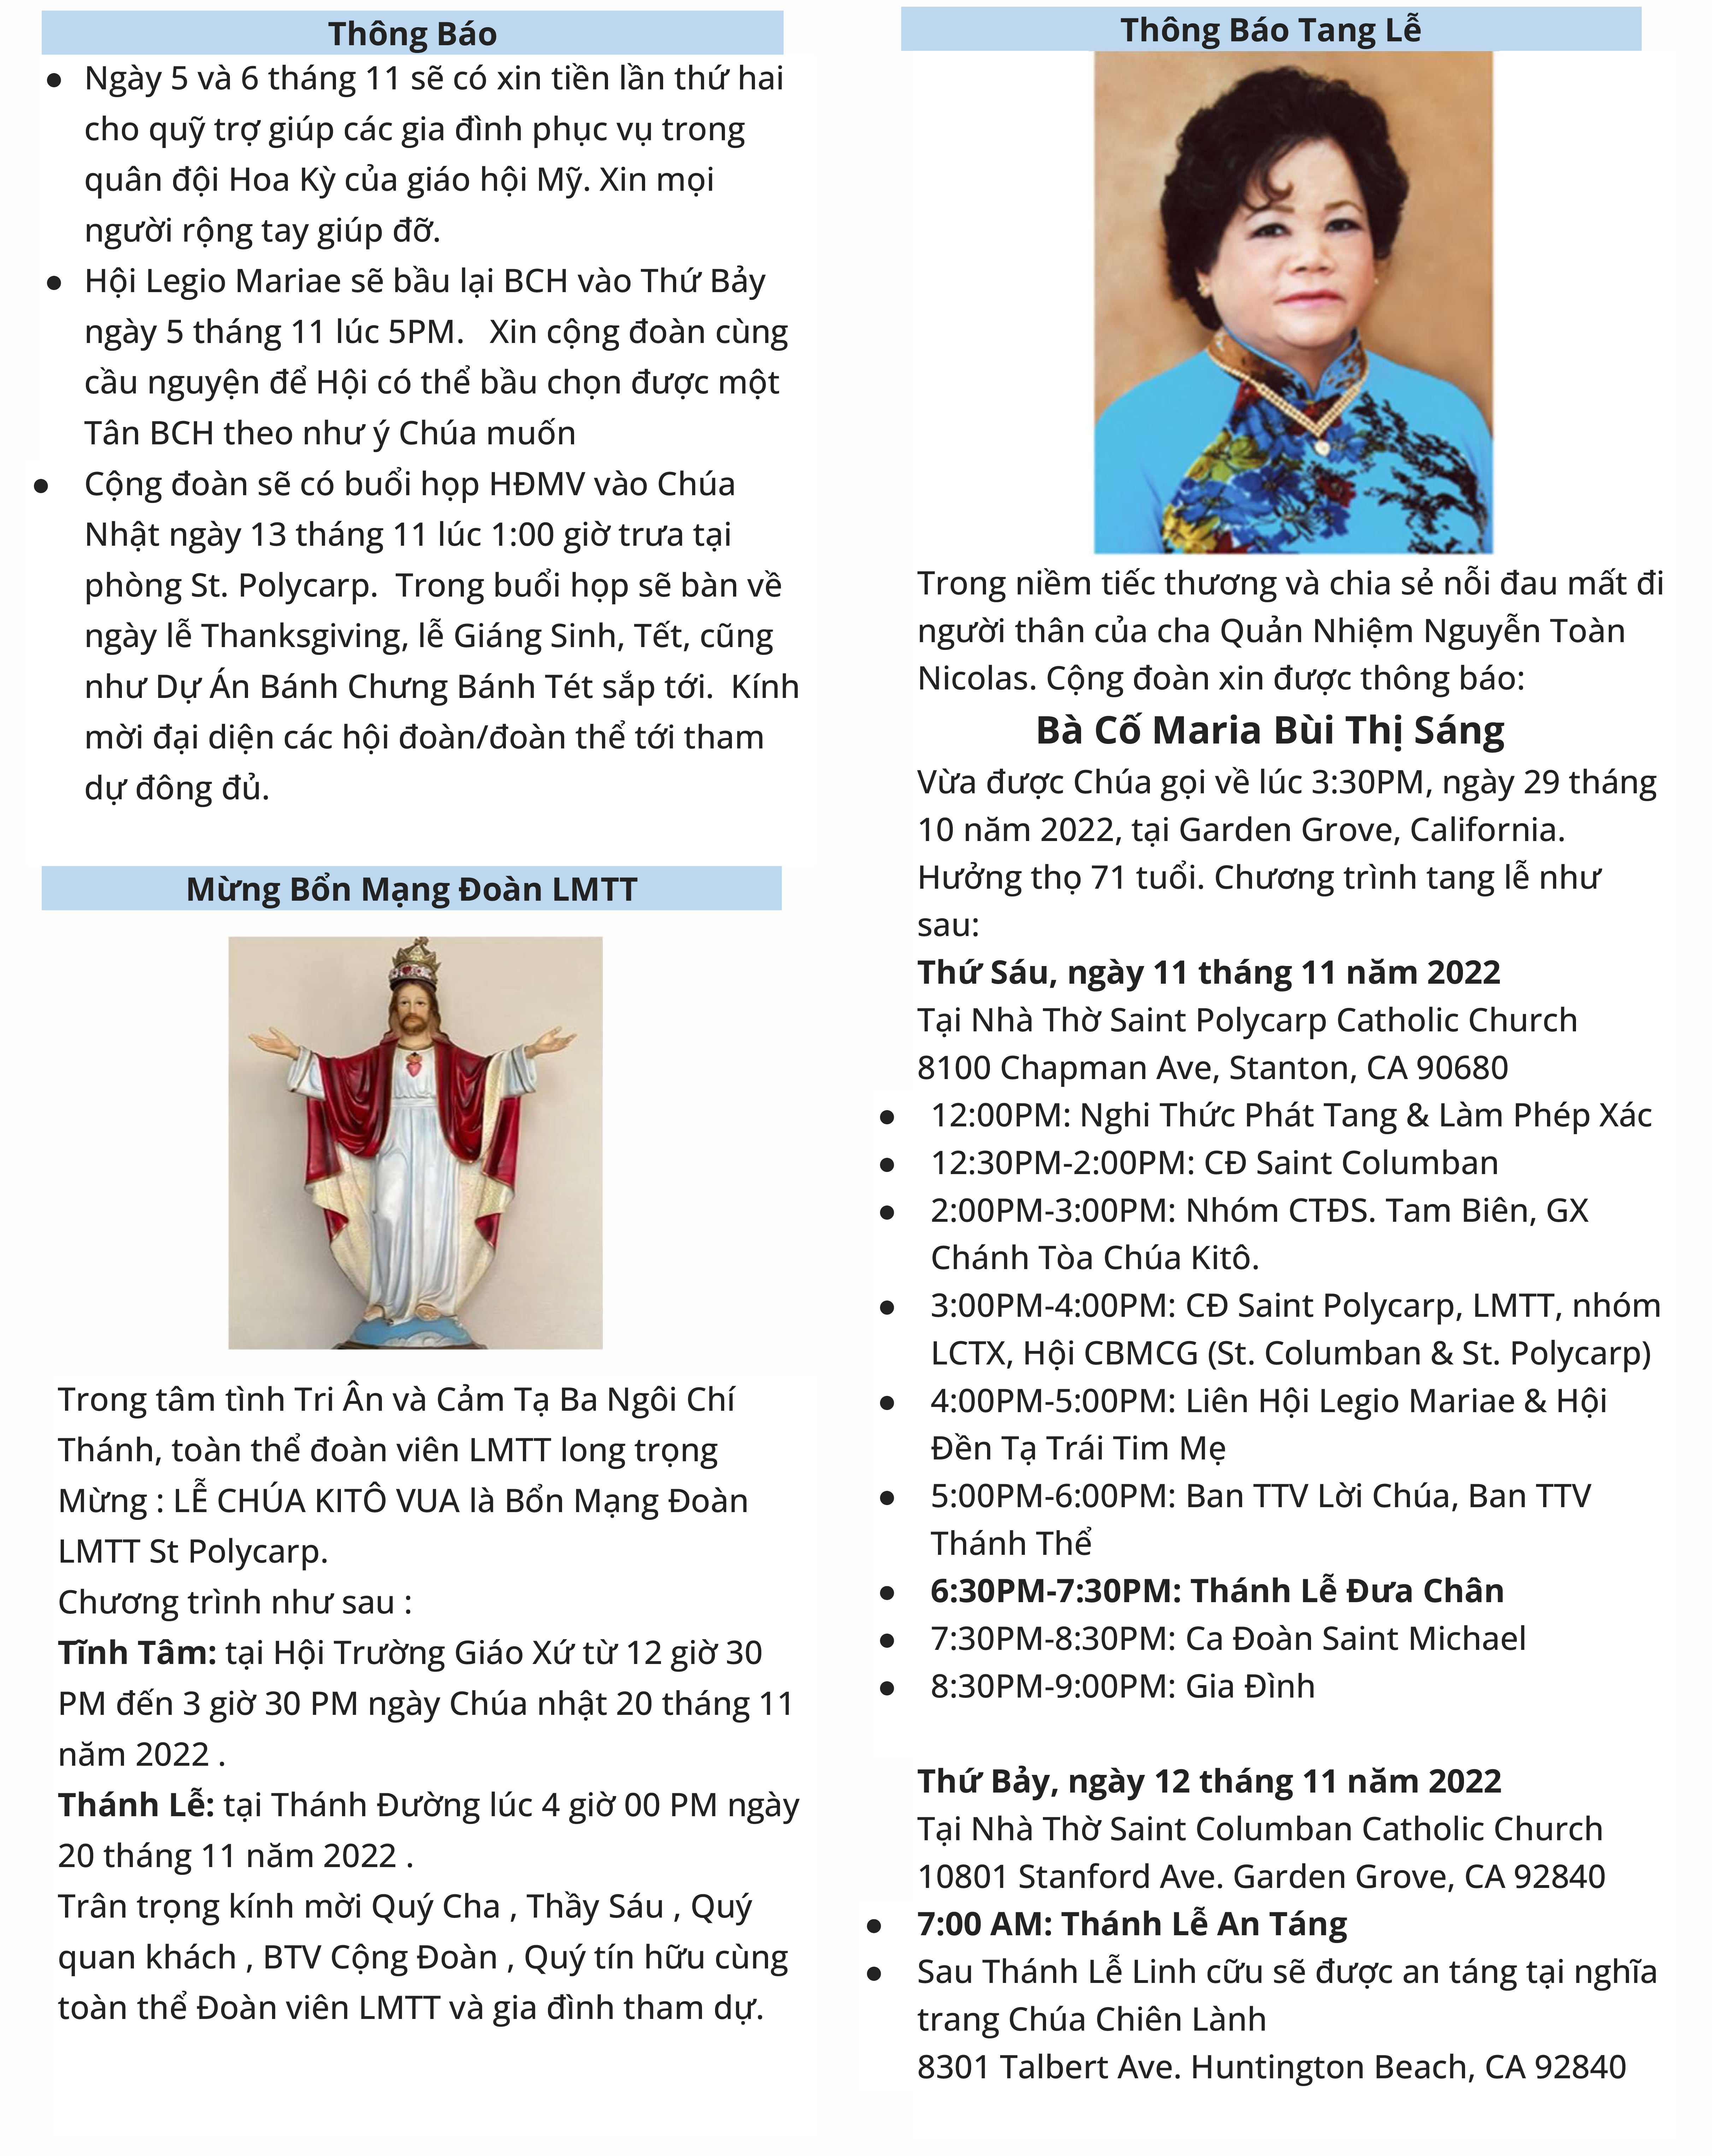 Thông Báo
● Ngày 5 và 6 tháng 11 sẽ có xin tiền lần thứ hai
cho quỹ trợ giúp các gia đình phục vụ trong
quân đội Hoa Kỳ của giáo hội Mỹ. Xin mọi
người rộng tay giúp đỡ.
● Hội Legio Mariae sẽ bầu lại BCH vào Thứ Bảy
ngày 5 tháng 11 lúc 5PM. Xin cộng đoàn cùng
cầu nguyện để Hội có thể bầu chọn được một
Tân BCH theo như ý Chúa muốn
● Cộng đoàn sẽ có buổi họp HĐMV vào Chúa
Nhật ngày 13 tháng 11 lúc 1:00 giờ trưa tại
phòng St. Polycarp. Trong buổi họp sẽ bàn về
ngày lễ Thanksgiving, lễ Giáng Sinh, Tết, cũng
như Dự Án Bánh Chưng Bánh Tét sắp tới. Kính
mời đại diện các hội đoàn/đoàn thể tới tham
dự đông đủ.
Mừng Bổn Mạng Đoàn LMTT
Trong tâm tình Tri Ân và Cảm Tạ Ba Ngôi Chí
Thánh, toàn thể đoàn viên LMTT long trọng
Mừng : LỄ CHÚA KITÔ VUA là Bổn Mạng Đoàn
LMTT St Polycarp.
Chương trình như sau :
Tĩnh Tâm: tại Hội Trường Giáo Xứ từ 12 giờ 30
PM đến 3 giờ 30 PM ngày Chúa nhật 20 tháng 11
năm 2022 .
Thánh Lễ: tại Thánh Đường lúc 4 giờ 00 PM ngày
20 tháng 11 năm 2022 .
Trân trọng kính mời Quý Cha , Thầy Sáu , Quý
quan khách , BTV Cộng Đoàn , Quý tín hữu cùng
toàn thể Đoàn viên LMTT và gia đình tham dự.
Thông Báo Tang Lễ
Trong niềm tiếc thương và chia sẻ nỗi đau mất đi
người thân của cha Quản Nhiệm Nguyễn Toàn
Nicolas. Cộng đoàn xin được thông báo:
Bà Cố Maria Bùi Thị Sáng
Vừa được Chúa gọi về lúc 3:30PM, ngày 29 tháng
10 năm 2022, tại Garden Grove, California.
Hưởng thọ 71 tuổi. Chương trình tang lễ như
sau:
Thứ Sáu, ngày 11 tháng 11 năm 2022
Tại Nhà Thờ Saint Polycarp Catholic Church
8100 Chapman Ave, Stanton, CA 90680
● 12:00PM: Nghi Thức Phát Tang & Làm Phép Xác
● 12:30PM-2:00PM: CĐ Saint Columban
● 2:00PM-3:00PM: Nhóm CTĐS. Tam Biên, GX
Chánh Tòa Chúa Kitô.
● 3:00PM-4:00PM: CĐ Saint Polycarp, LMTT, nhóm
LCTX, Hội CBMCG (St. Columban & St. Polycarp)
● 4:00PM-5:00PM: Liên Hội Legio Mariae & Hội
Đền Tạ Trái Tim Mẹ
● 5:00PM-6:00PM: Ban TTV Lời Chúa, Ban TTV
Thánh Thể
● 6:30PM-7:30PM: Thánh Lễ Đưa Chân
● 7:30PM-8:30PM: Ca Đoàn Saint Michael
● 8:30PM-9:00PM: Gia Đình
Thứ Bảy, ngày 12 tháng 11 năm 2022
Tại Nhà Thờ Saint Columban Catholic Church
10801 Stanford Ave. Garden Grove, CA 92840
● 7:00 AM: Thánh Lễ An Táng
● Sau Thánh Lễ Linh cữu sẽ được an táng tại nghĩa
trang Chúa Chiên Lành
8301 Talbert Ave. Huntington Beach, CA 92840